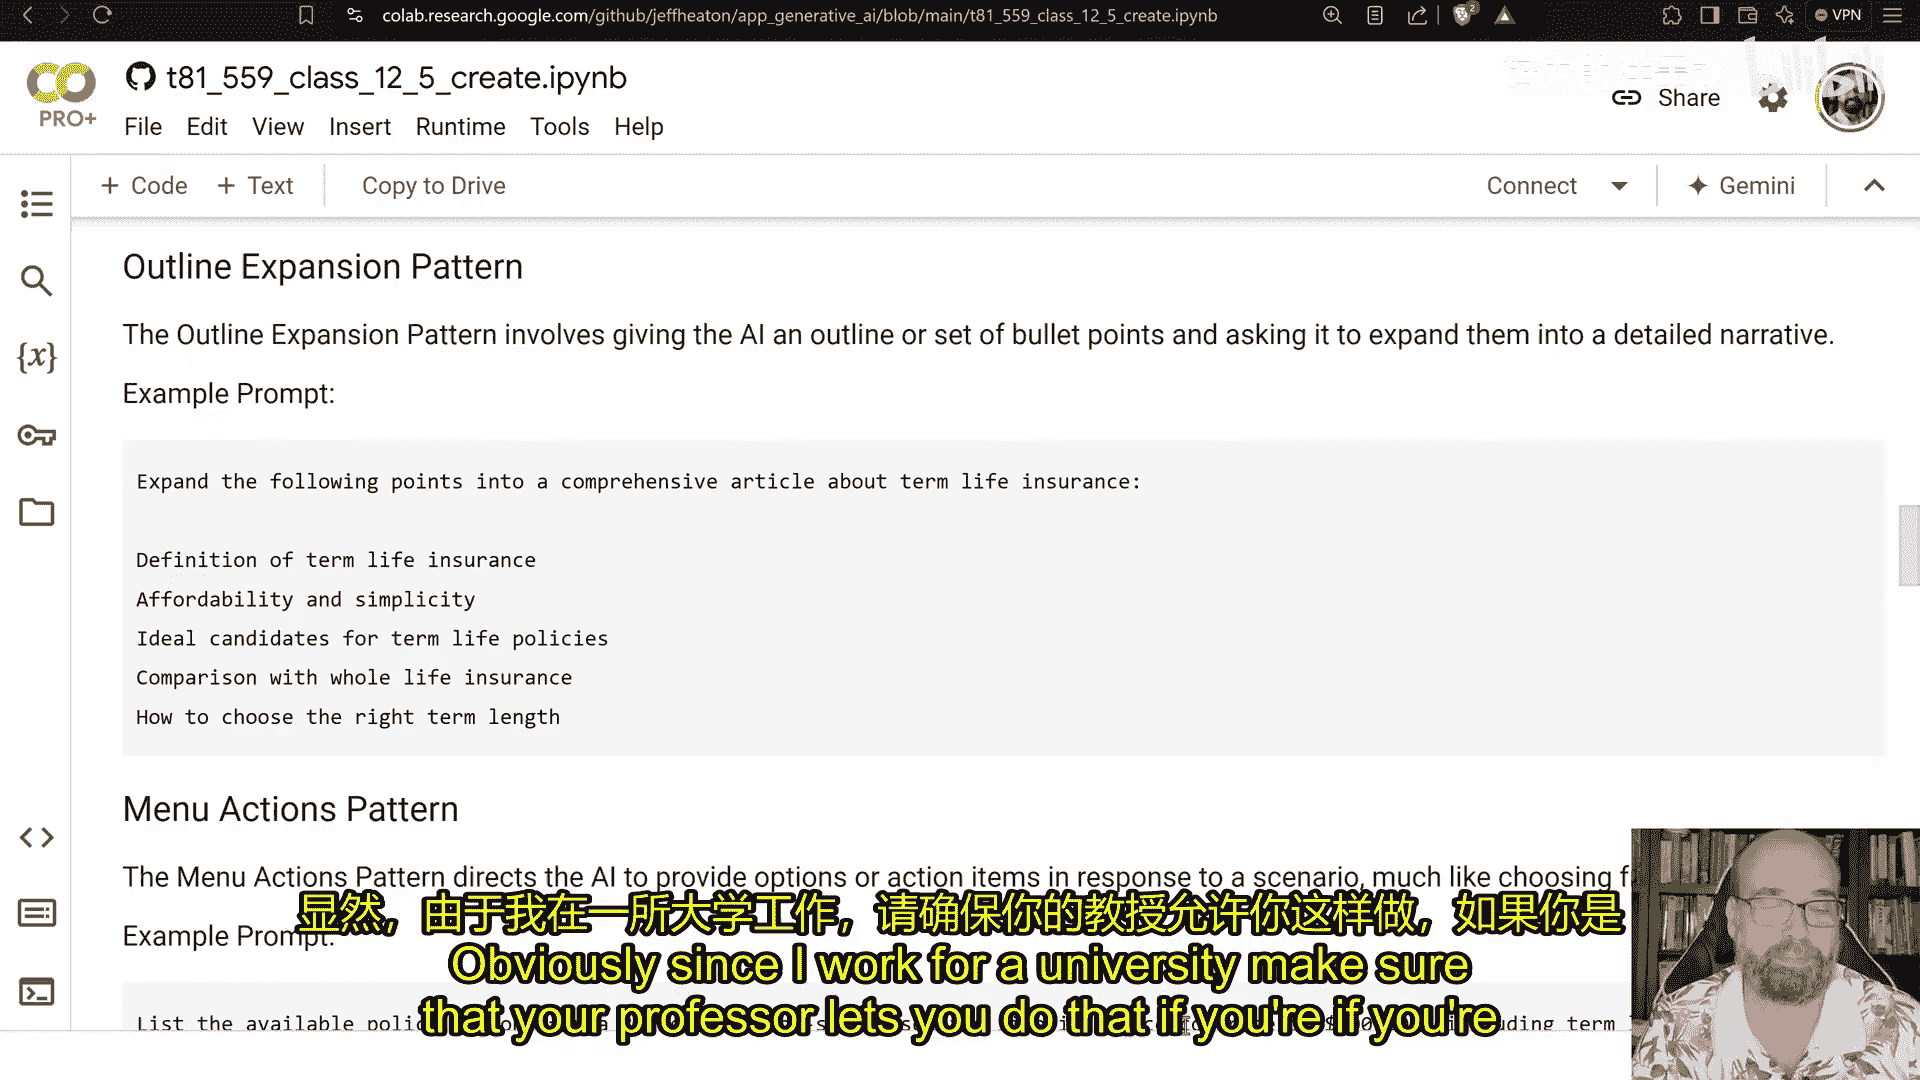 colab.research.google.com/github/jeffheaton/app_generative_ai/blob/main/t81_559_class_12_5_create.ipynb
2
VPN
t81_559_class_12_5_create.ipynb
PRO+
File Edit View Insert Runtime Tools Help
Share
+ Code + Text Copy to Drive
Connect Gemini
Outline Expansion Pattern
The Outline Expansion Pattern involves giving the AI an outline or set of bullet points and asking it to expand them into a detailed narrative.
Example Prompt:
Expand the following points into a comprehensive article about term life insurance:
Definition of term life insurance
Affordability and simplicity
Ideal candidates for term life policies
Comparison with whole life insurance
How to choose the right term length
Menu Actions Pattern
The Menu Actions Pattern directs the AI to provide options or action items in response to a scenario, much like choosing
显然，由于我在一所大学工作，请确保你的教授允许你这样做，如果你是
Example Prompt:
Obviously since I work for a university make sure
that your professor lets you do that if you're if you're
List the available term